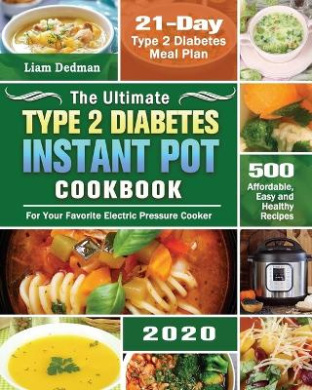 21-Day
Type 2 Diabetes
Meal Plan
Liam Dedman
The Ultimate
TYPE 2 DIABETES
INSTANT POT
COOKBOOK
For Your Favorite Electric Pressure Cooker
500
Affordable,
Easy and
Healthy
Recipes
2020